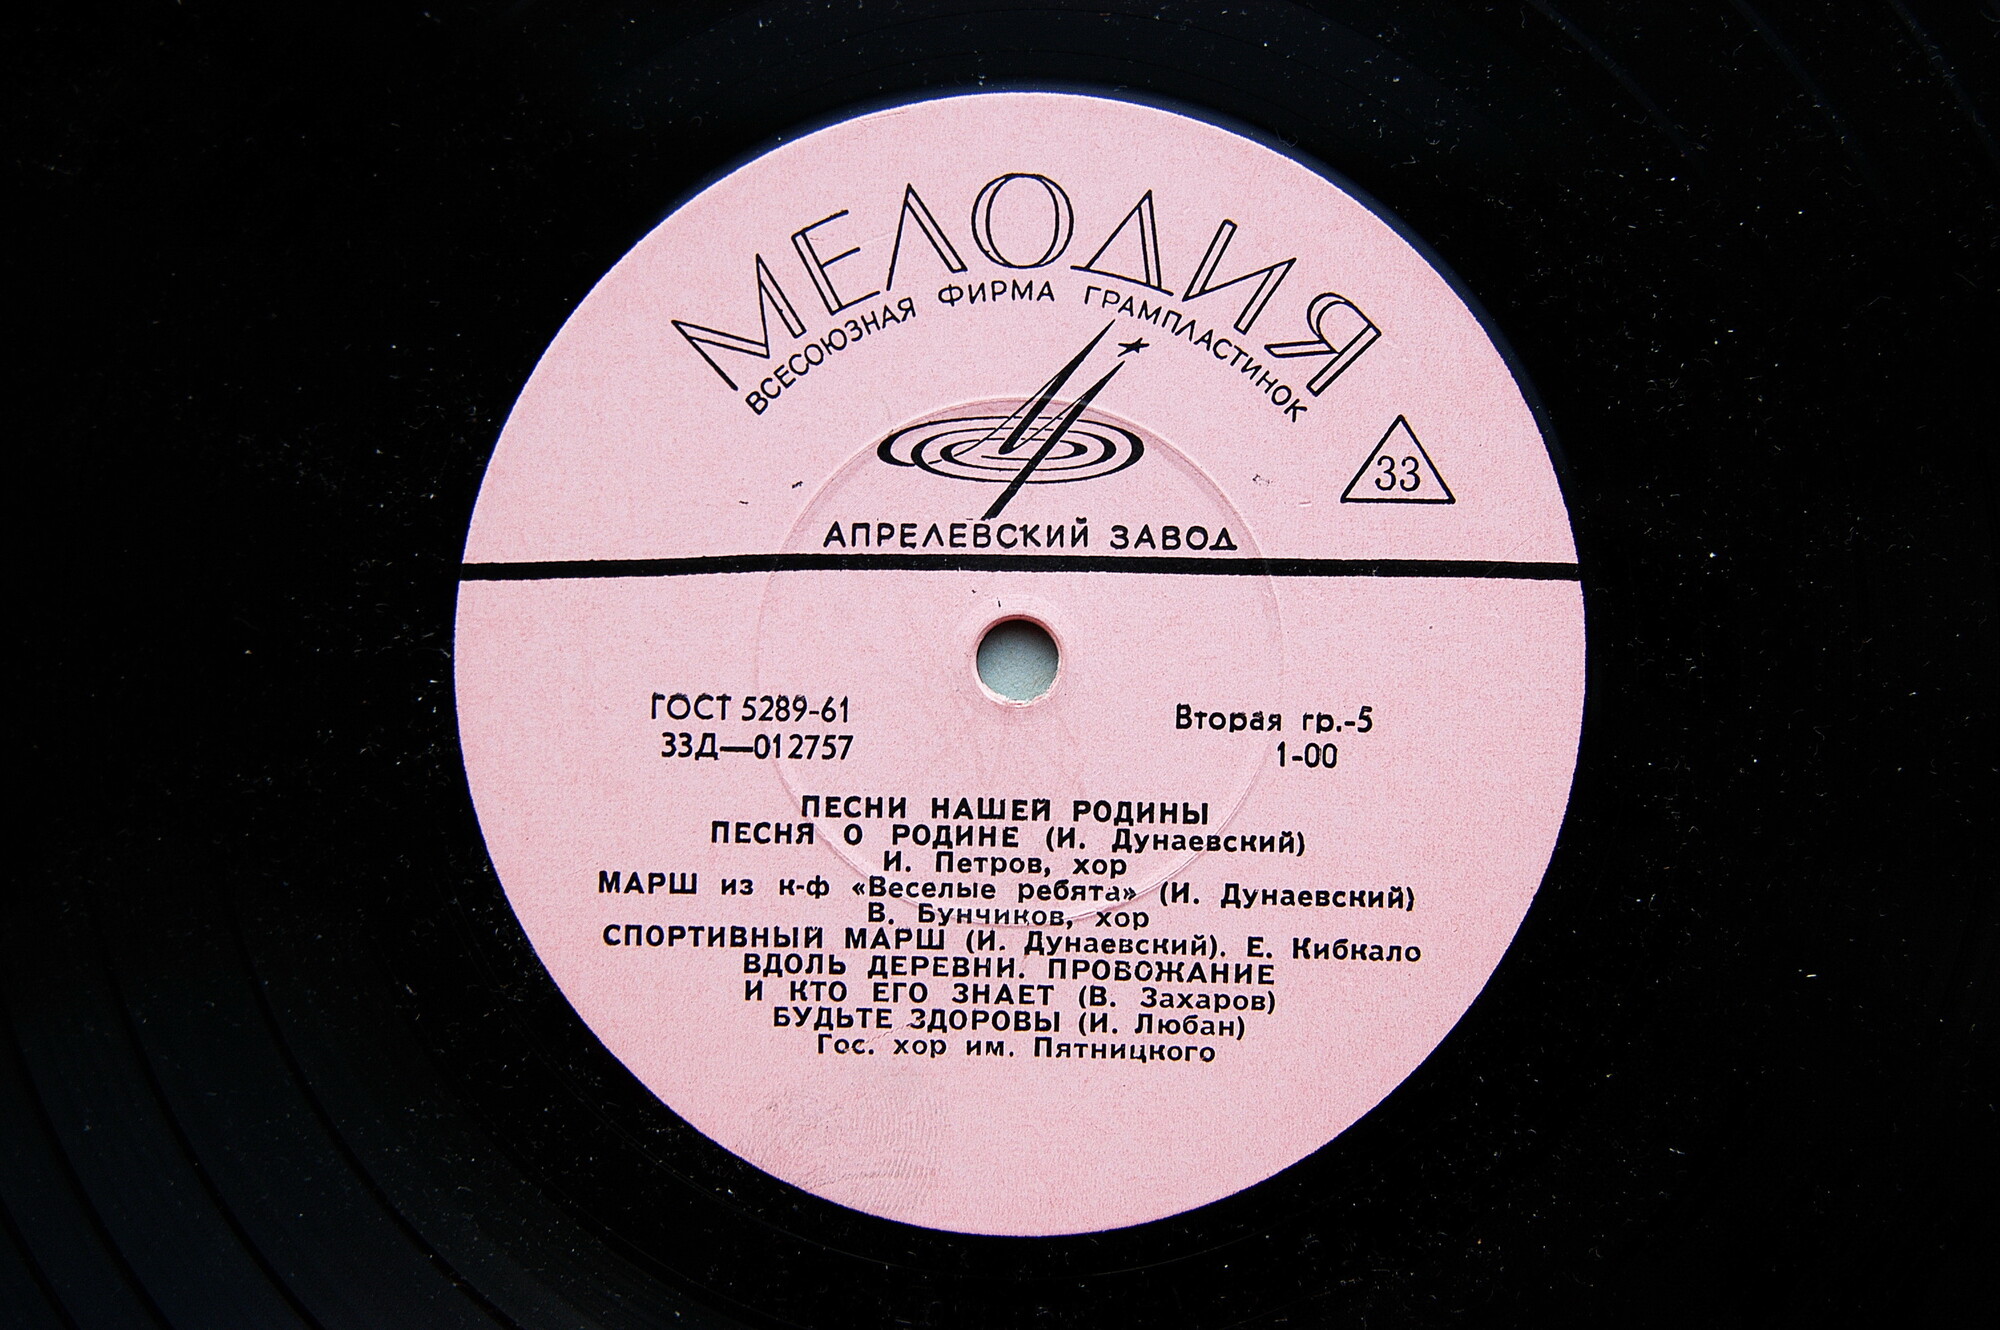 МЕЛОДИЯ
ВСЕСОЮЗНАЯ ФИРМА ГРАМПЛАСТИНОК
33
АПРЕЛЕВСКИЙ ЗАВОД
ГОСТ 5289-61
33Д—012757
Вторая гр.-5
1-00
ПЕСНИ НАШЕЙ РОДИНЫ
ПЕСНЯ О РОДИНЕ (И. Дунаевский)
И. Петров, хор
МАРШ из к-ф «Веселые ребята» (И. Дунаевский)
В. Бунчиков, хор
СПОРТИВНЫЙ МАРШ (И. Дунаевский). Е. Кибкало
ВДОЛЬ ДЕРЕВНИ. ПРОВОЖАНИЕ
И КТО ЕГО ЗНАЕТ (В. Захаров)
БУДЬТЕ ЗДОРОВЫ (И. Любан)
Гос. хор им. Пятницкого